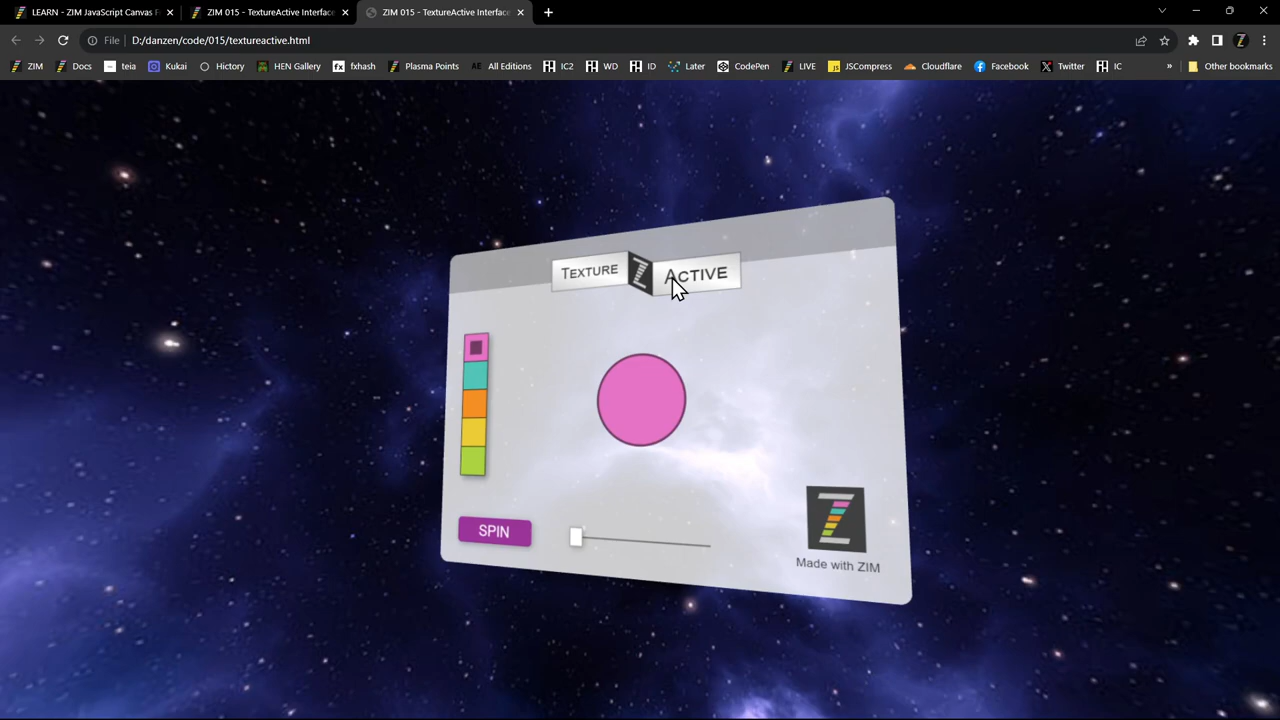 LEARN - ZIM JavaScript Canvas F
ZIM 015 - TextureActive Interface
ZIM 015 - TextureActive Interface
File
D:/danzen/code/015/textureactive.html
ZIM Docs teia Kukai Hictory HEN Gallery fxhash Plasma Points All Editions IC2 WD ID Later CodePen LIVE JSCompress Cloudflare Facebook Twitter IC » Other bookmarks
TEXTURE ACTIVE
SPIN
Made with ZIM